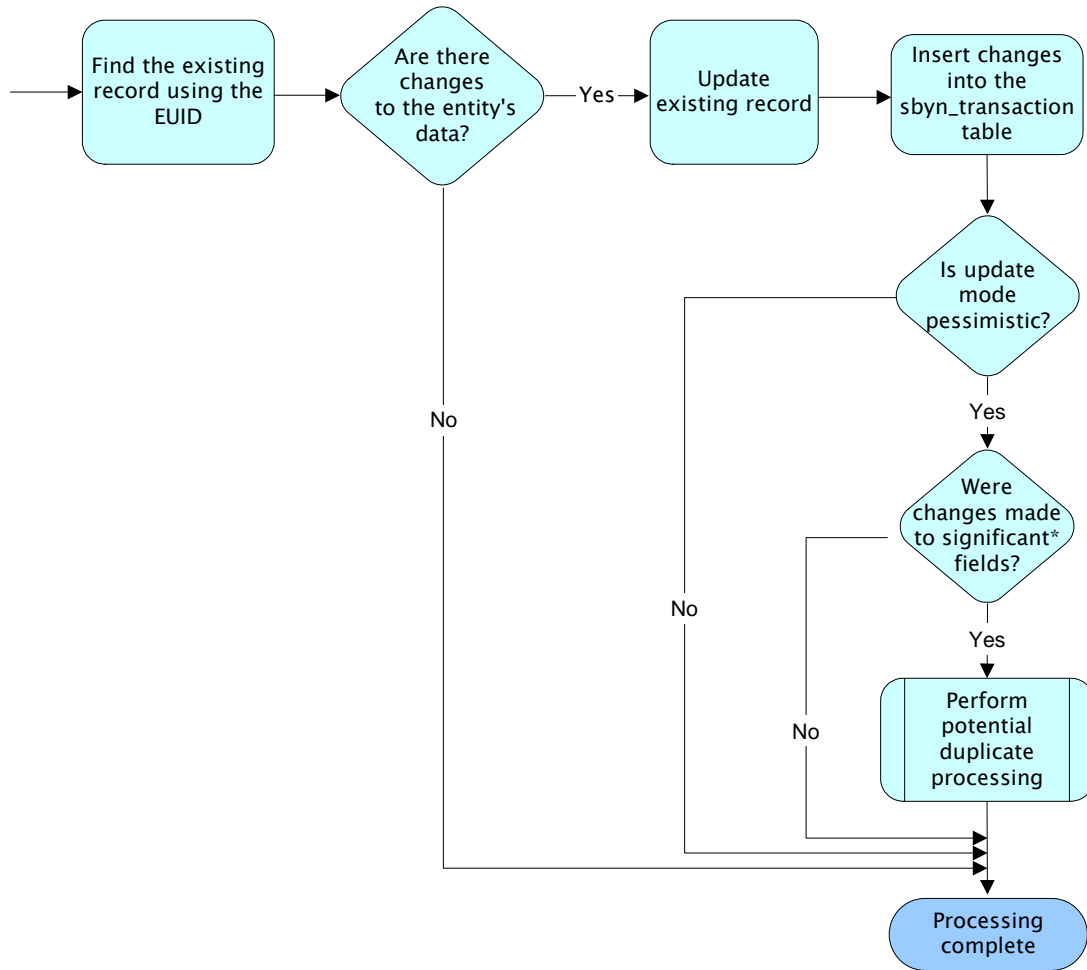 Find the existing
record using the
EUID
Are there
changes
to the entity's
data?
Yes
Update
existing record
Insert changes
into the
sbyn_transaction
table
Is update
mode
pessimistic?
Yes
No
Were
changes made
to significant*
fields?
No
Yes
Perform
potential
duplicate
processing
No
Processing
complete